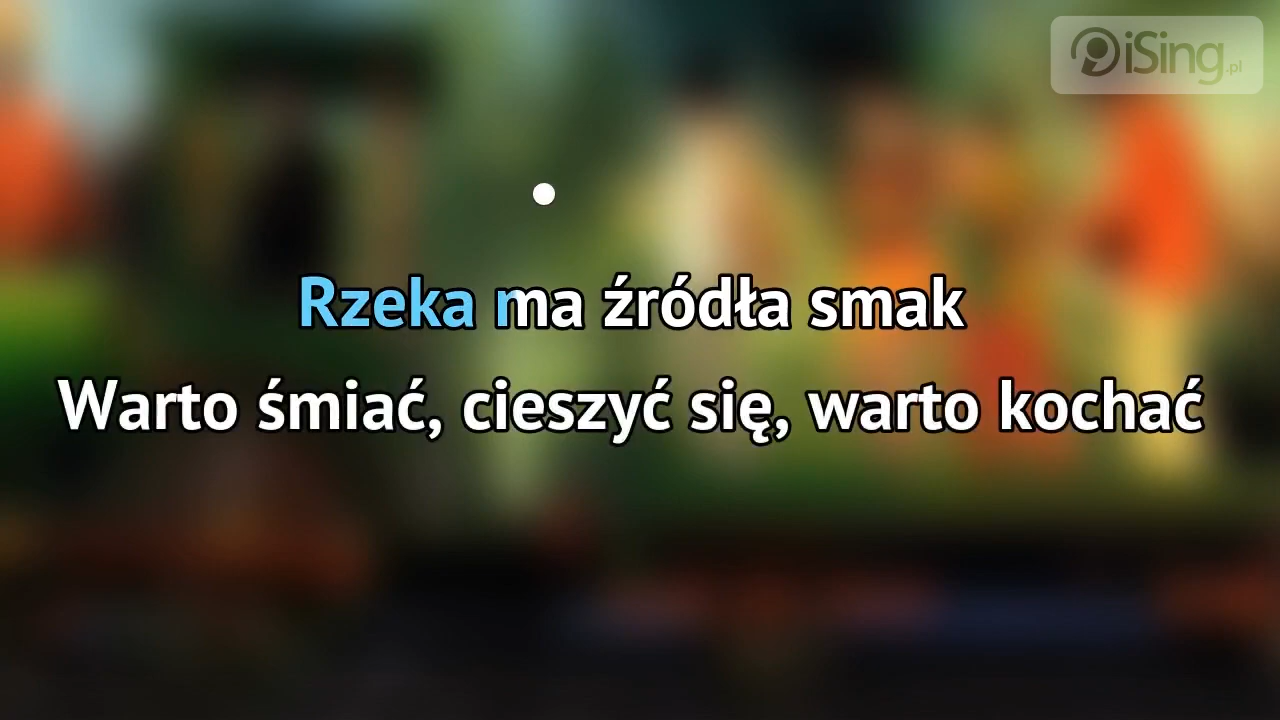 iSing.pl
Rzeka ma źródła smak
Warto śmiać, cieszyć się, warto kochać